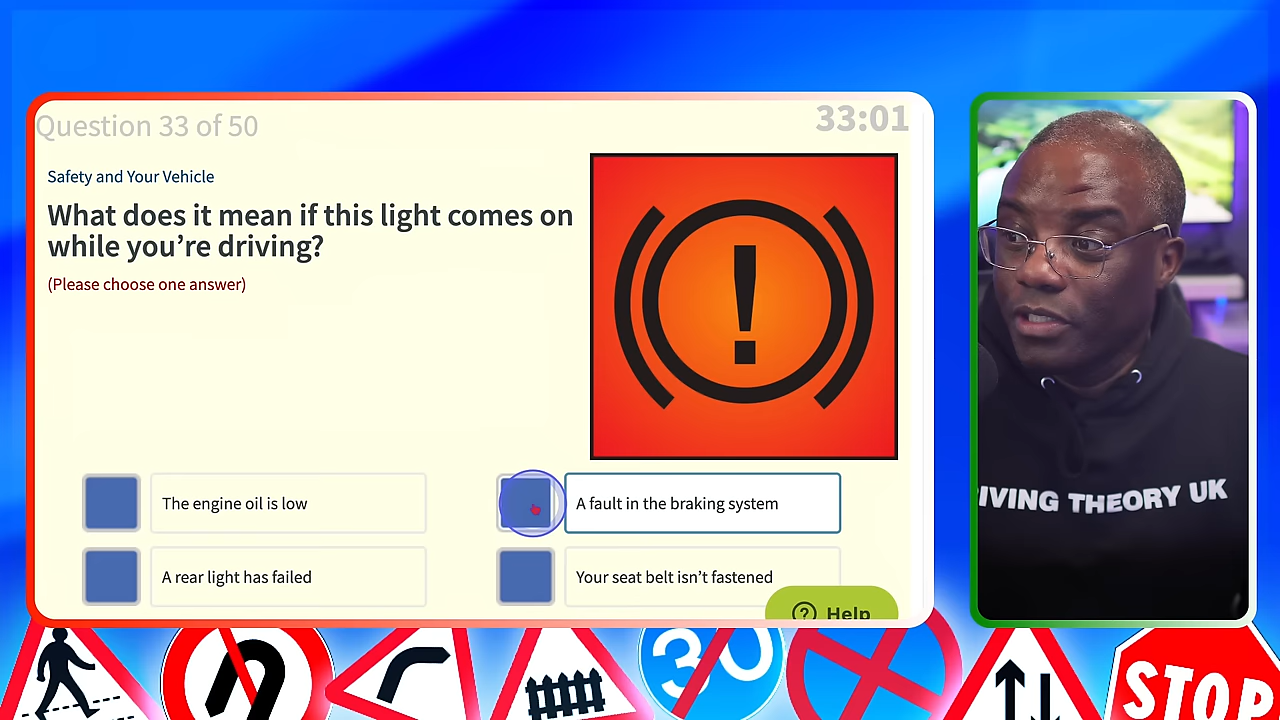 Question 33 of 50
33:01
Safety and Your Vehicle
What does it mean if this light comes on
while you’re driving?
(Please choose one answer)
!
The engine oil is low
A fault in the braking system
A rear light has failed
Your seat belt isn’t fastened
? Help
IVING THEORY UK
30
STOP